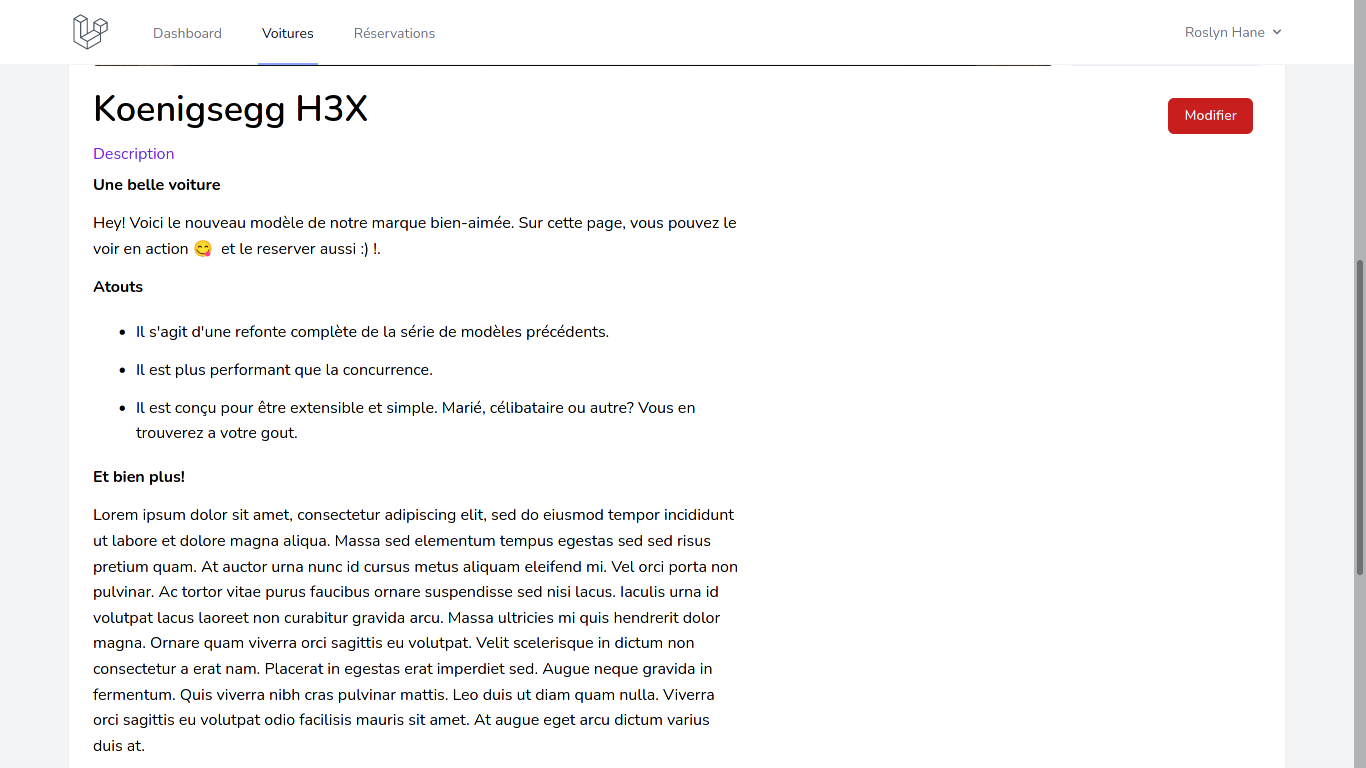 Dashboard Voitures Réservations Roslyn Hane
Koenigsegg H3X
Modifier
Description
Une belle voiture
Hey! Voici le nouveau modèle de notre marque bien-aimée. Sur cette page, vous pouvez le
voir en action 😋 et le reserver aussi :) !.
Atouts
• Il s'agit d'une refonte complète de la série de modèles précédents.
• Il est plus performant que la concurrence.
• Il est conçu pour être extensible et simple. Marié, célibataire ou autre? Vous en
trouverez a votre gout.
Et bien plus!
Lorem ipsum dolor sit amet, consectetur adipiscing elit, sed do eiusmod tempor incididunt
ut labore et dolore magna aliqua. Massa sed elementum tempus egestas sed sed risus
pretium quam. At auctor urna nunc id cursus metus aliquam eleifend mi. Vel orci porta non
pulvinar. Ac tortor vitae purus faucibus ornare suspendisse sed nisi lacus. Iaculis urna id
volutpat lacus laoreet non curabitur gravida arcu. Massa ultricies mi quis hendrerit dolor
magna. Ornare quam viverra orci sagittis eu volutpat. Velit scelerisque in dictum non
consectetur a erat nam. Placerat in egestas erat imperdiet sed. Augue neque gravida in
fermentum. Quis viverra nibh cras pulvinar mattis. Leo duis ut diam quam nulla. Viverra
orci sagittis eu volutpat odio facilisis mauris sit amet. At augue eget arcu dictum varius
duis at.